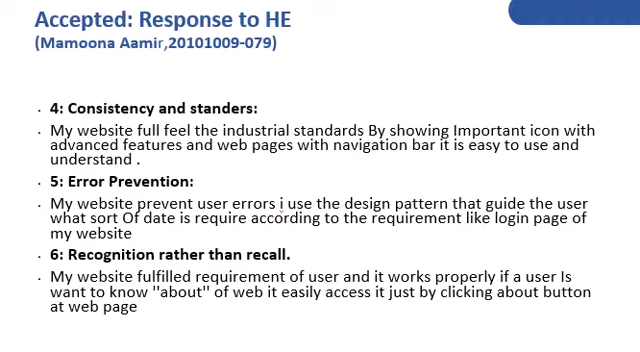 Accepted: Response to HE
(Mamoona Aamir,20101009-079)
· 4: Consistency and standers:
· My website full feel the industrial standards By showing Important icon with
advanced features and web pages with navigation bar it is easy to use and
understand .
· 5: Error Prevention:
· My website prevent user errors i use the design pattern that guide the user
what sort Of date is require according to the requirement like login page of
my website
· 6: Recognition rather than recall.
· My website fulfilled requirement of user and it works properly if a user Is
want to know "about" of web it easily access it just by clicking about button
at web page